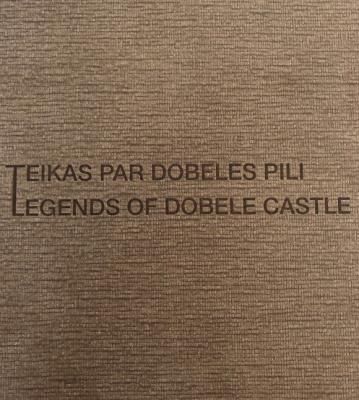 TEIKAS PAR DOBELES PILI
LEGENDS OF DOBELE CASTLE